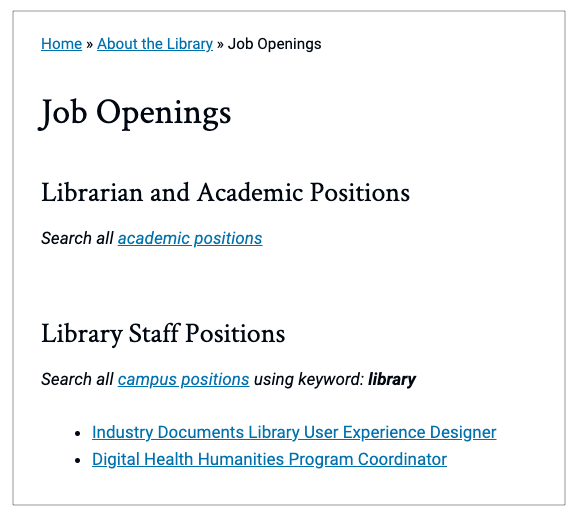 Home » About the Library » Job Openings
Job Openings
Librarian and Academic Positions
Search all academic positions
Library Staff Positions
Search all campus positions using keyword: library
• Industry Documents Library User Experience Designer
• Digital Health Humanities Program Coordinator